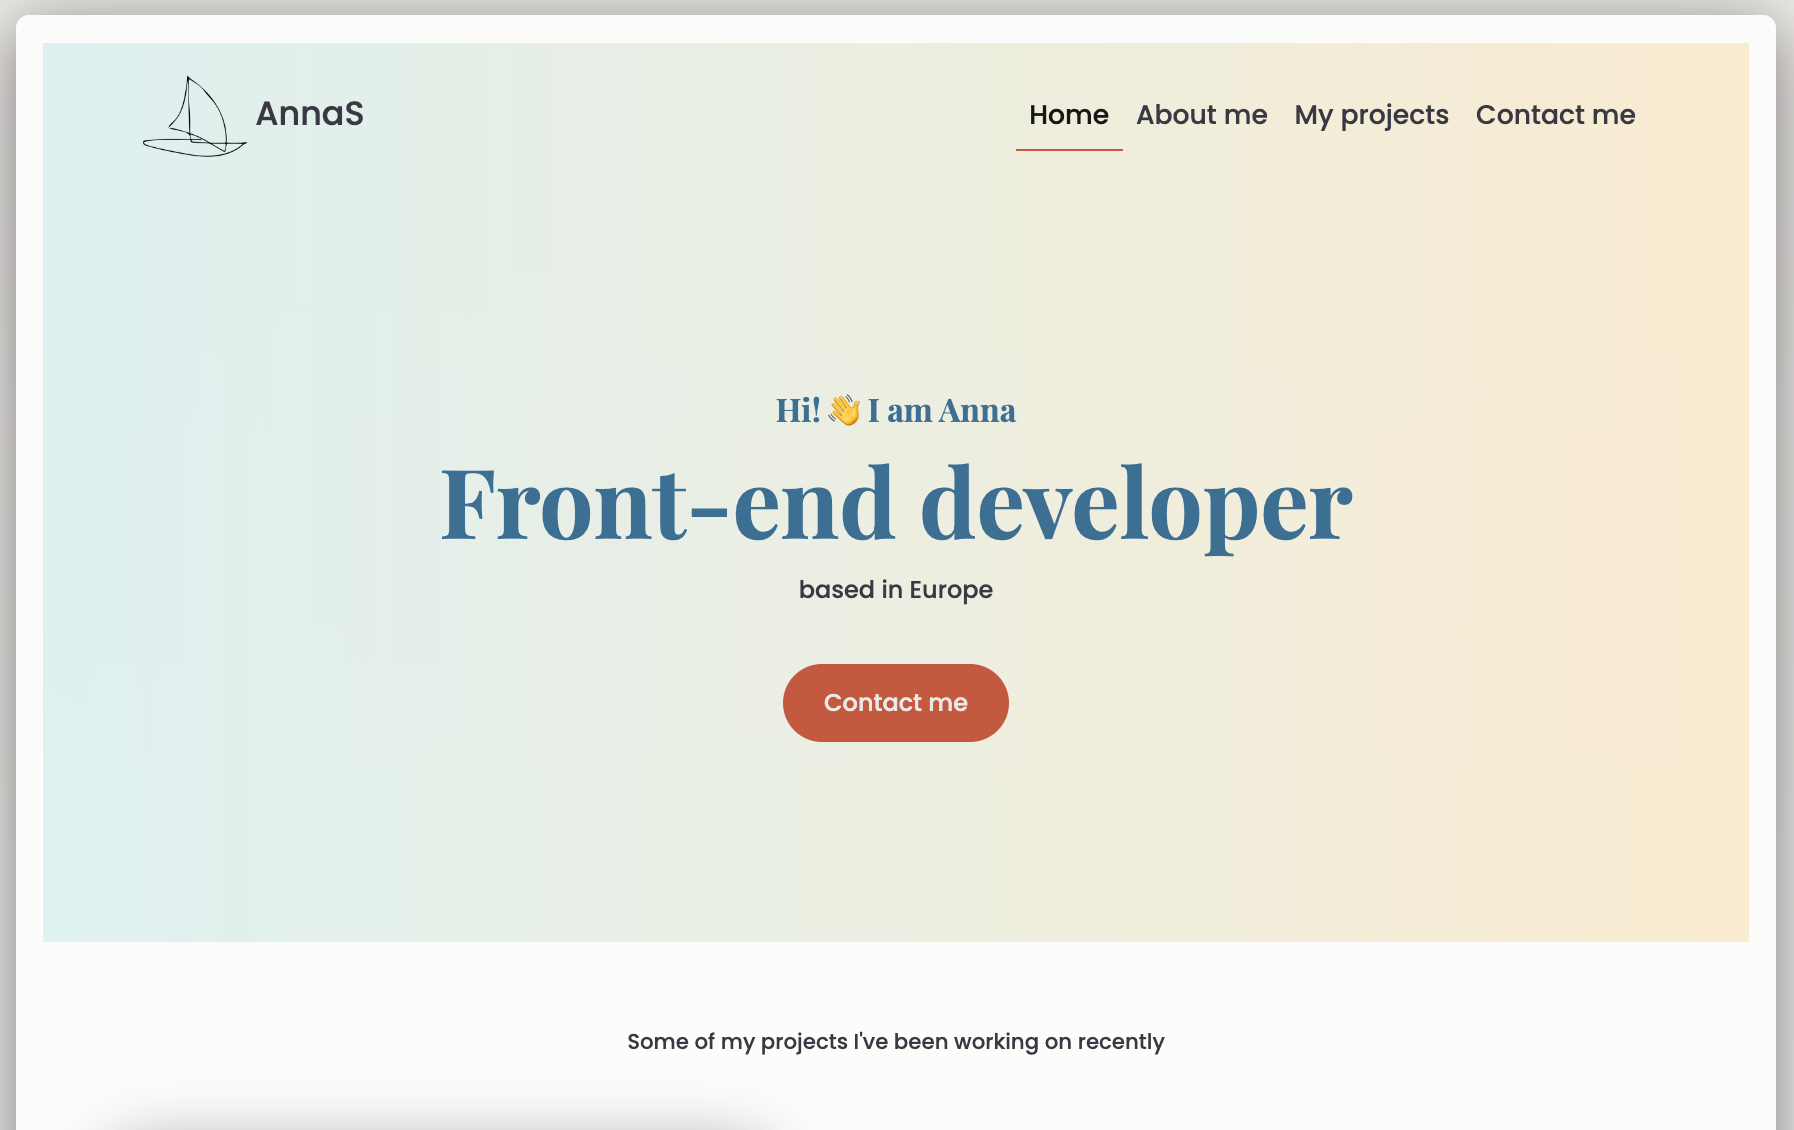 AnnaS
Home About me My projects Contact me
Hi! 👋 I am Anna
Front-end developer
based in Europe
Contact me
Some of my projects I've been working on recently